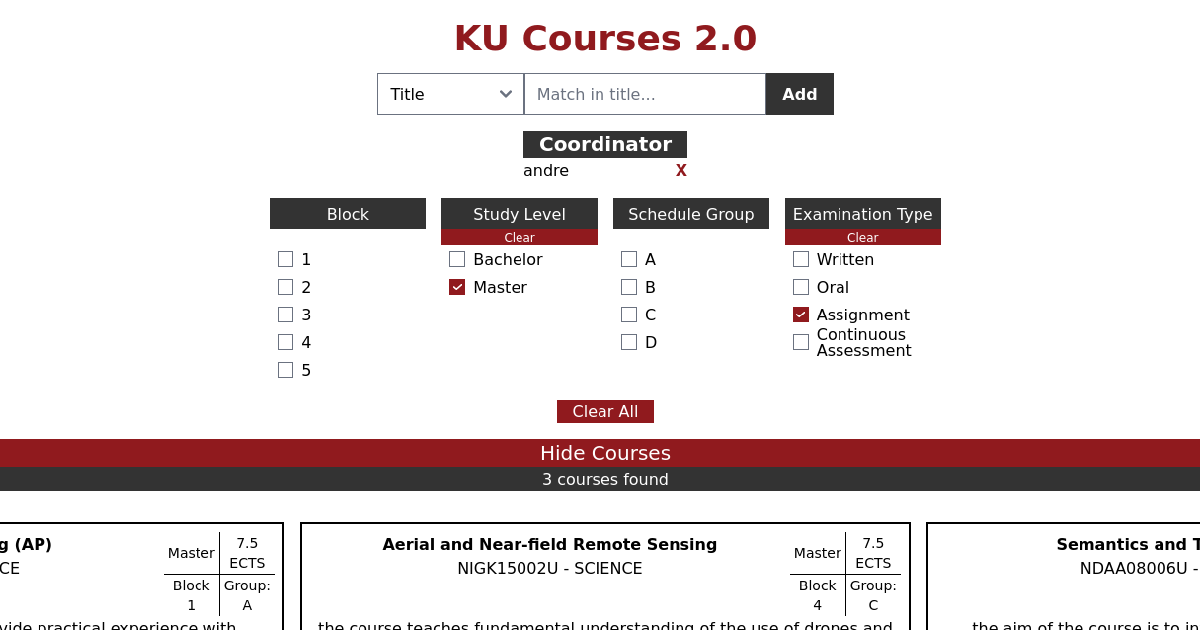 KU Courses 2.0
Title Match in title... Add
Coordinator
andre X
Block Study Level Schedule Group Examination Type
Clear Clear
1 Bachelor A Written
2 Master B Oral
3 C Assignment
4 D Continuous
Assessment
5
Clear All
Hide Courses
3 courses found
g (AP)
CE
Master 7.5
ECTS
Block Group:
1 A
vide practical experience with
Aerial and Near-field Remote Sensing
NIGK15002U - SCIENCE
Master 7.5
ECTS
Block Group:
4 C
the course teaches fundamental understanding of the use of drones and
Semantics and T
NDAA08006U -
the aim of the course is to in